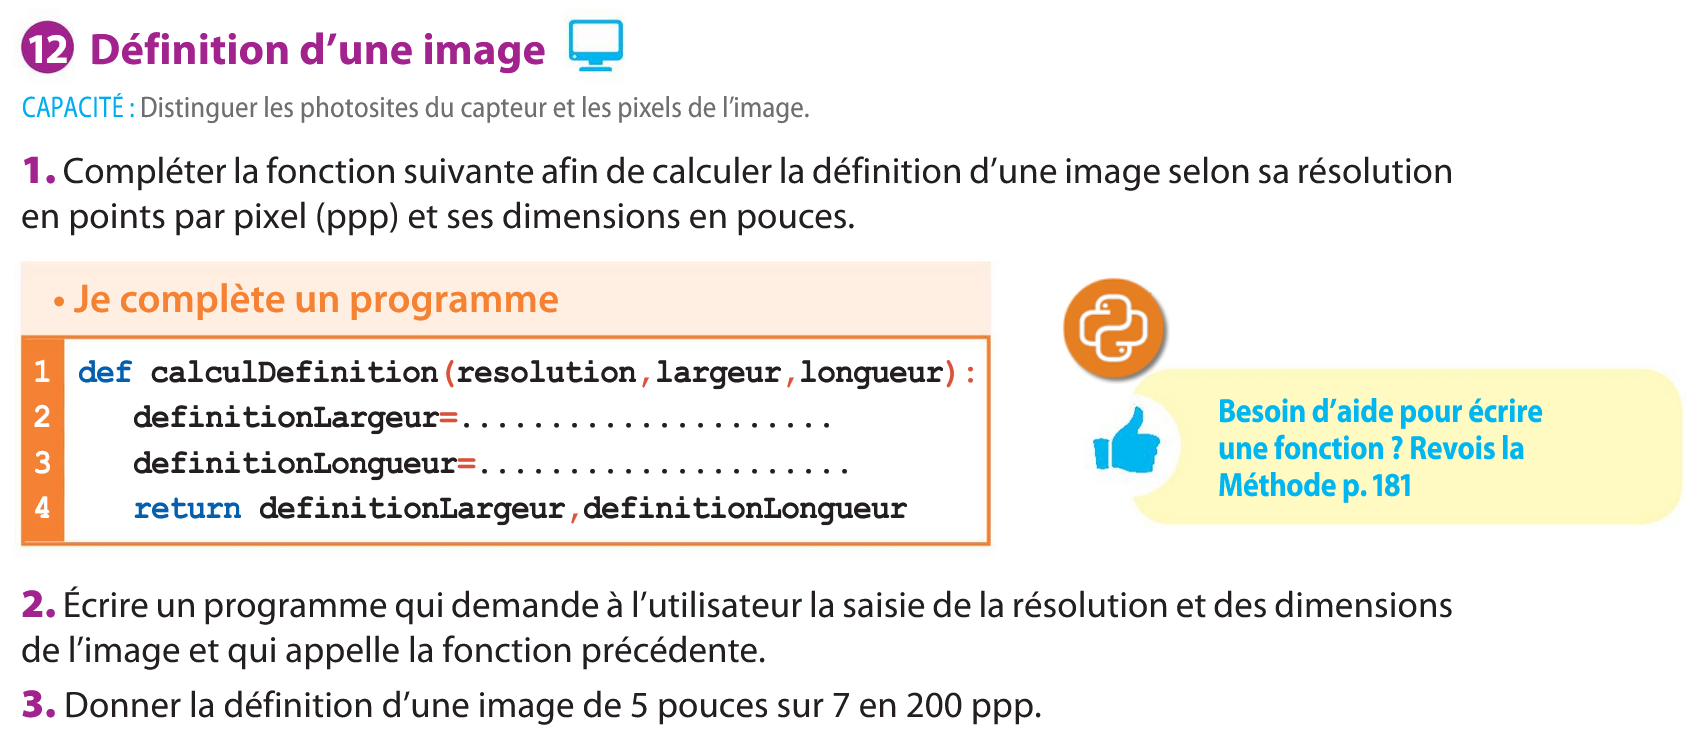 12 Définition d'une image
CAPACITÉ : Distinguer les photosites du capteur et les pixels de l'image.
1. Compléter la fonction suivante afin de calculer la définition d'une image selon sa résolution
en points par pixel (ppp) et ses dimensions en pouces.
• Je complète un programme
1 def calculDefinition(resolution,largeur,longueur):
2 definitionLargeur=.....................
3 definitionLongueur=.....................
4 return definitionLargeur,definitionLongueur
Besoin d'aide pour écrire
une fonction ? Revois la
Méthode p. 181
2. Écrire un programme qui demande à l'utilisateur la saisie de la résolution et des dimensions
de l'image et qui appelle la fonction précédente.
3. Donner la définition d'une image de 5 pouces sur 7 en 200 ppp.